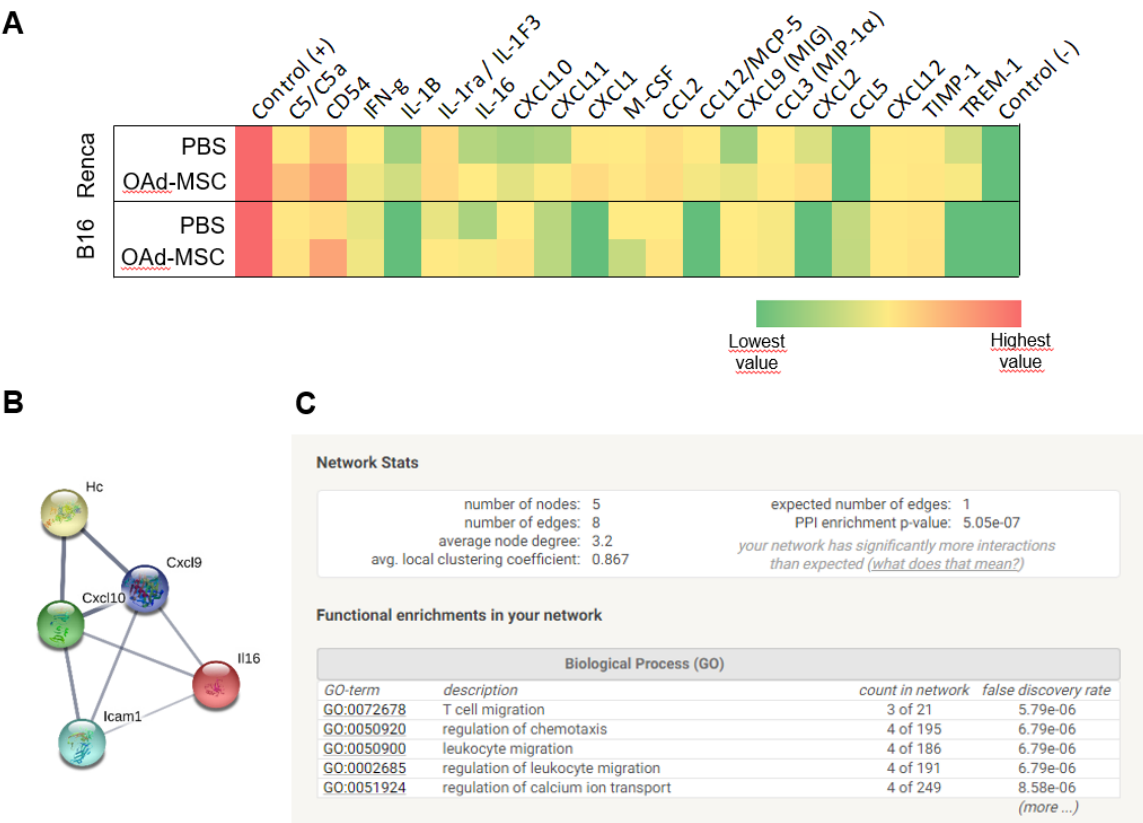 A
Control (+)
C5/C5a
CD54
IFN-g
IL-1B
IL-1ra / IL-1F3
IL-16
CXCL10
CXCL11
CXCL1
M-CSF
CCL2
CCL12/MCP-5
CXCL9 (MIG)
CCL3 (MIP-1α)
CXCL2
CCL5
CXCL12
TIMP-1
TREM-1
Control (-)
Renca
PBS
OAd-MSC
B16
PBS
OAd-MSC
Lowest value
Highest value
B
Hc
Cxcl9
Cxcl10
Il16
Icam1
C
Network Stats
number of nodes: 5
number of edges: 8
average node degree: 3.2
avg. local clustering coefficient: 0.867
expected number of edges: 1
PPI enrichment p-value: 5.05e-07
your network has significantly more interactions
than expected (what does that mean?)
Functional enrichments in your network
Biological Process (GO)
GO-term description count in network false discovery rate
GO:0072678 T cell migration 3 of 21 5.79e-06
GO:0050920 regulation of chemotaxis 4 of 195 6.79e-06
GO:0050900 leukocyte migration 4 of 186 6.79e-06
GO:0002685 regulation of leukocyte migration 4 of 191 6.79e-06
GO:0051924 regulation of calcium ion transport 4 of 249 8.58e-06
(more ...)